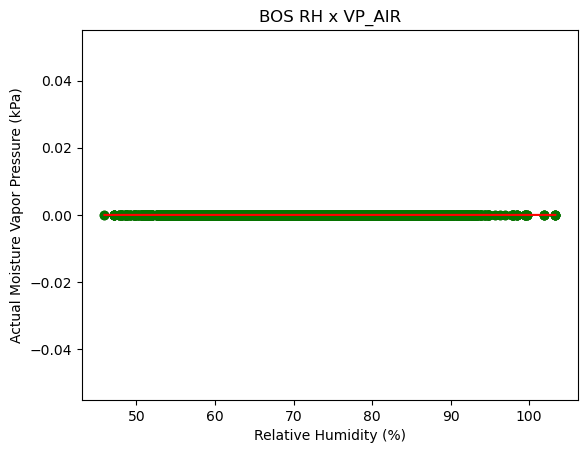 BOS RH x VP_AIR
Actual Moisture Vapor Pressure (kPa)
0.04
0.02
0.00
−0.02
−0.04
50 60 70 80 90 100
Relative Humidity (%)